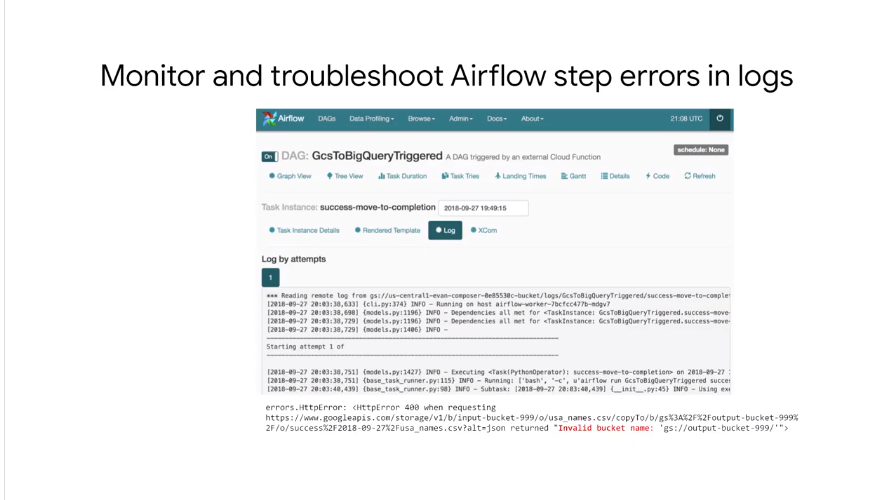 Monitor and troubleshoot Airflow step errors in logs
Airflow DAGs Data Profiling Browse Admin Docs About 21:08 UTC
On DAG: GcsToBigQueryTriggered A DAG triggered by an external Cloud Function schedule: None
Graph View Tree View Task Duration Task Tries Landing Times Gantt Details Code Refresh
Task Instance: success-move-to-completion 2018-09-27 19:49:15
Task Instance Details Rendered Template Log XCom
Log by attempts
1
*** Reading remote log from gs://us-central1-evan-composer-0e85530c-bucket/logs/GcsToBigQueryTriggered/success-move-to-complet
[2018-09-27 20:03:38,633] {cli.py:374} INFO - Running on host airflow-worker-7bcfcc477b-mdgv7
[2018-09-27 20:03:38,698] {models.py:1196} INFO - Dependencies all met for <TaskInstance: GcsToBigQueryTriggered.success-move-
[2018-09-27 20:03:38,729] {models.py:1196} INFO - Dependencies all met for <TaskInstance: GcsToBigQueryTriggered.success-move-
[2018-09-27 20:03:38,729] {models.py:1406} INFO -
--------------------------------------------------------------------------------
Starting attempt 1 of
--------------------------------------------------------------------------------
[2018-09-27 20:03:38,751] {models.py:1427} INFO - Executing <Task(PythonOperator): success-move-to-completion> on 2018-09-27
[2018-09-27 20:03:38,751] {base_task_runner.py:115} INFO - Running: ['bash', '-c', u'airflow run GcsToBigQueryTriggered succes
[2018-09-27 20:03:40,439] {base_task_runner.py:98} INFO - Subtask: [2018-09-27 20:03:40,439] {__init__.py:45} INFO - Using exe
errors.HttpError: <HttpError 400 when requesting
https://www.googleapis.com/storage/v1/b/input-bucket-999/o/usa_names.csv/copyTo/b/gs%3A%2F%2Foutput-bucket-999%
2F/o/success%2F2018-09-27%2Fusa_names.csv?alt=json returned "Invalid bucket name: 'gs://output-bucket-999/'">